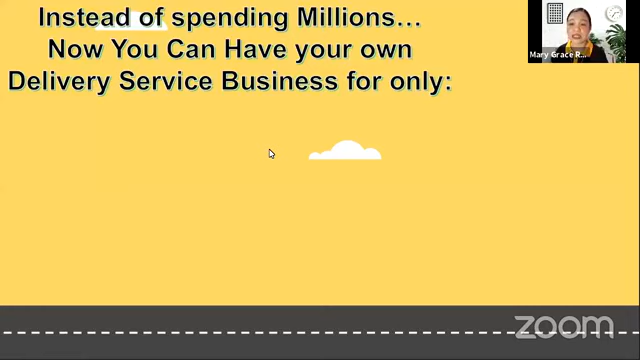 Instead of spending Millions...
Now You Can Have your own
Delivery Service Business for only:
Mary Grace R...
zoom